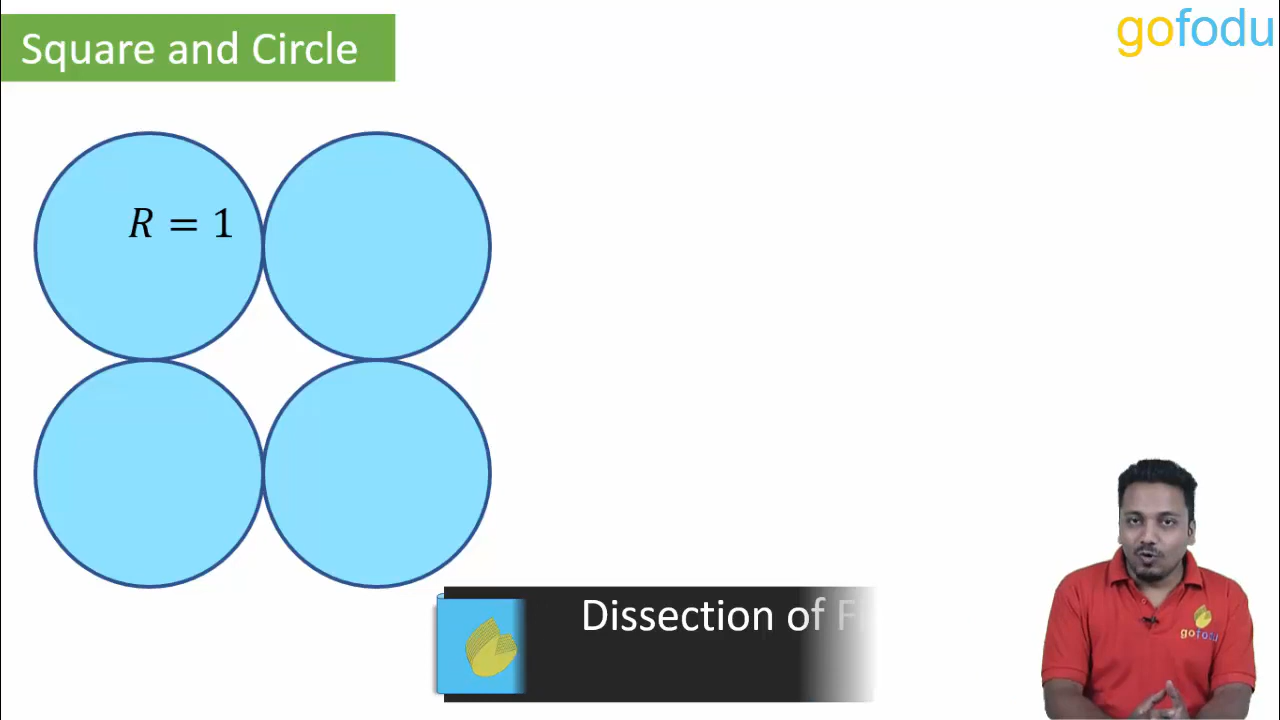 gofodu
Square and Circle
R = 1
Dissection of
gofodu